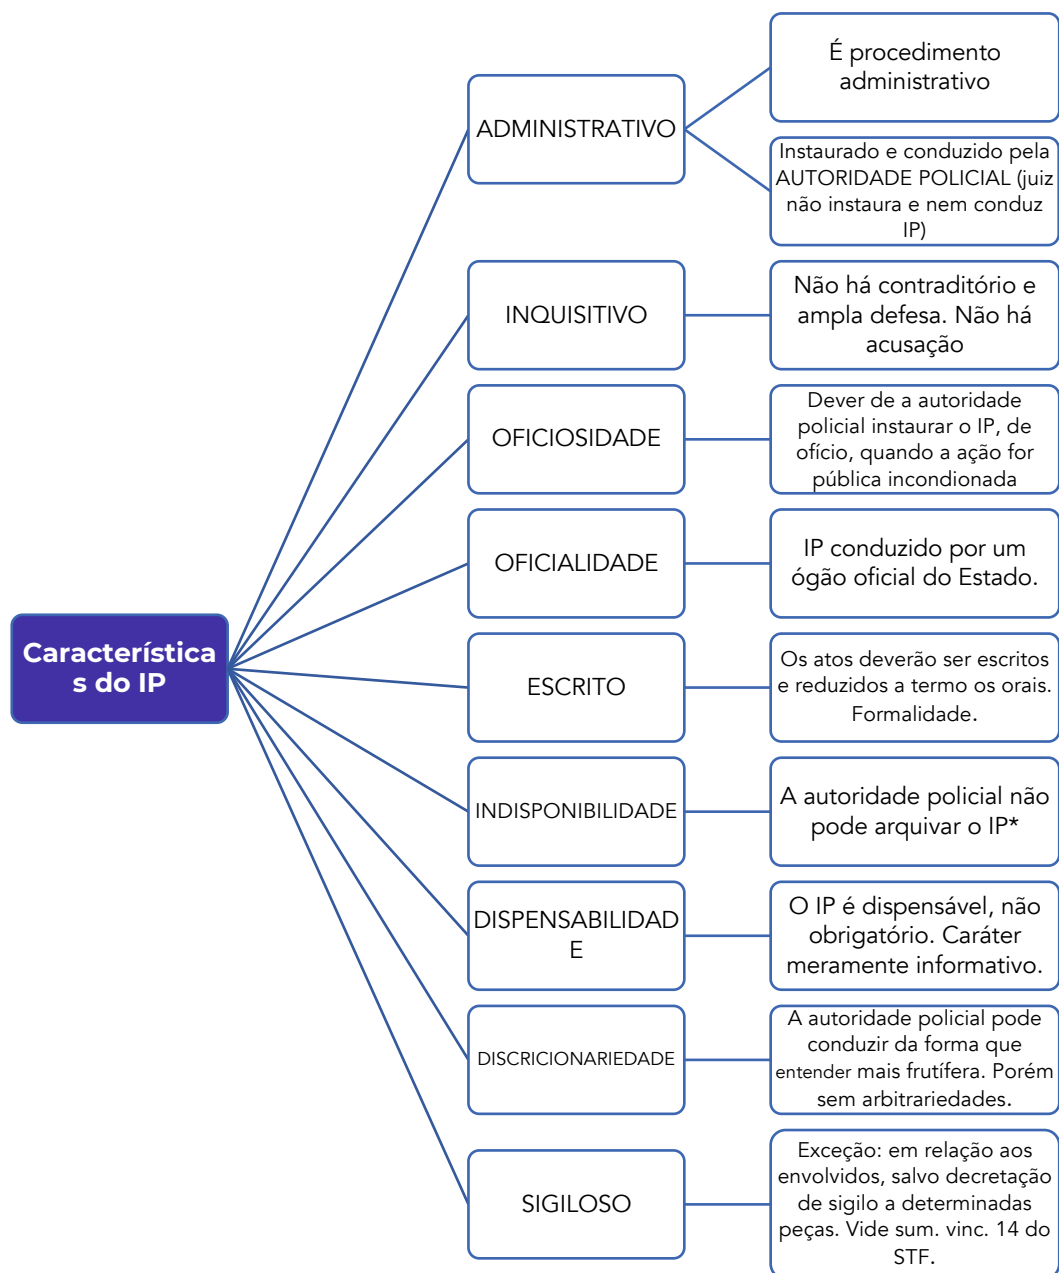 É procedimento
administrativo
ADMINISTRATIVO
Instaurado e conduzido pela
AUTORIDADE POLICIAL (juiz
não instaura e nem conduz
IP)
INQUISITIVO
Não há contraditório e
ampla defesa. Não há
acusação
OFICIOSIDADE
Dever de a autoridade
policial instaurar o IP, de
ofício, quando a ação for
pública incondionada
OFICIALIDADE
IP conduzido por um
ógão oficial do Estado.
Característica
s do IP
ESCRITO
Os atos deverão ser escritos
e reduzidos a termo os orais.
Formalidade.
INDISPONIBILIDADE
A autoridade policial não
pode arquivar o IP*
DISPENSABILIDAD
E
O IP é dispensável, não
obrigatório. Caráter
meramente informativo.
DISCRICIONARIEDADE
A autoridade policial pode
conduzir da forma que
entender mais frutífera. Porém
sem arbitrariedades.
SIGILOSO
Exceção: em relação aos
envolvidos, salvo decretação
de sigilo a determinadas
peças. Vide sum. vinc. 14 do
STF.